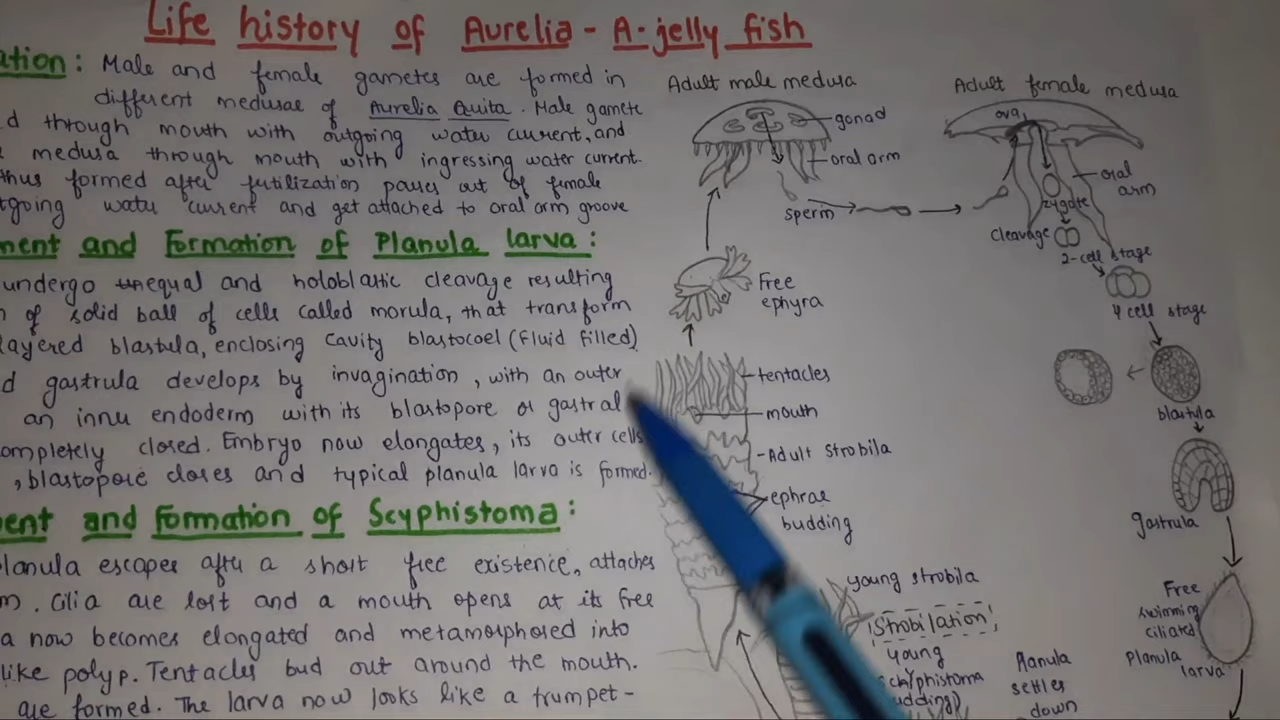 Life history of Aurelia - A-jelly fish
ation: Male and female gametes are formed in
different medusae of Aurelia Aurita. Male gamete
d through mouth with outgoing water current, and
medusa through mouth with ingressing water current.
thus formed after futilization passes out of female
tgoing water current and get attached to oral arm groove
ment and Formation of Planula larva:
undergo unequal and holoblastic cleavage resulting
of solid ball of cells called morula, that transform
layered blastula, enclosing cavity blastocoel (fluid filled)
d gastrula develops by invagination, with an outer
an innu endoderm with its blastopore or gastral
ompletely closed. Embryo now elongates, its outer cells
, blastopore closes and typical planula larva is formed.
ment and Formation of Scyphistoma:
lanula escapes after a short free existence, attaches
m. Cilia are lost and a mouth opens at its free
a now becomes elongated and metamorphosed into
like polyp. Tentacles bud out around the mouth.
are formed. The larva now looks like a trumpet-
Adult male medusa
gonad
oral arm
sperm
Adult female medusa
ova
oral
arm
zygote
cleavage
2-cell stage
4 cell stage
blastula
gastrula
Free
swimming
ciliated
planula
larva
Planula
settles
down
Free
ephyra
tentacles
mouth
-Adult strobila
ephrae
budding
young strobila
(Strobilation)
young